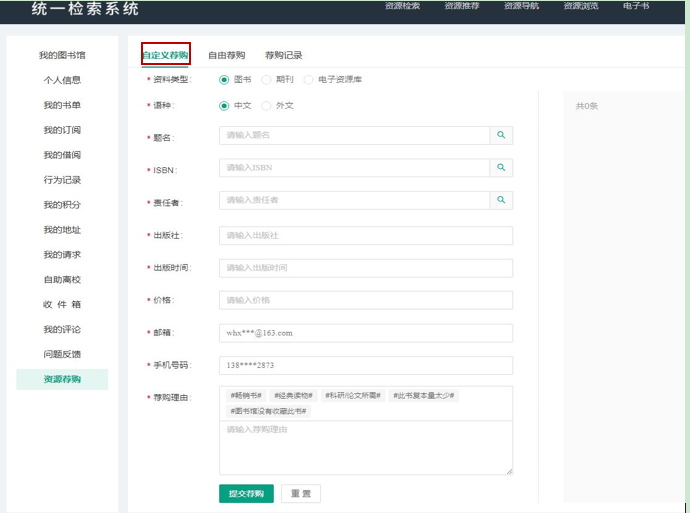 统一检索系统
资源检索 资源推荐 资源导航 资源浏览 电子书
我的图书馆
个人信息
我的书单
我的订阅
我的借阅
行为记录
我的积分
我的地址
我的请求
自助离校
收 件 箱
我的评论
问题反馈
资源荐购
自定义荐购 自由荐购 荐购记录
* 资料类型: 图书 期刊 电子资源库
* 语种: 中文 外文
* 题名: 请输入题名
* ISBN: 请输入ISBN
* 责任者: 请输入责任者
* 出版社: 请输入出版社
* 出版时间: 请输入出版时间
* 价格: 请输入价格
* 邮箱: whx***@163.com
* 手机号码: 138****2873
* 荐购理由: #畅销书# #经典读物# #科研/论文所需# #此书复本量太少#
#图书馆没有收藏此书#
请输入荐购理由
提交荐购 重 置
共0条